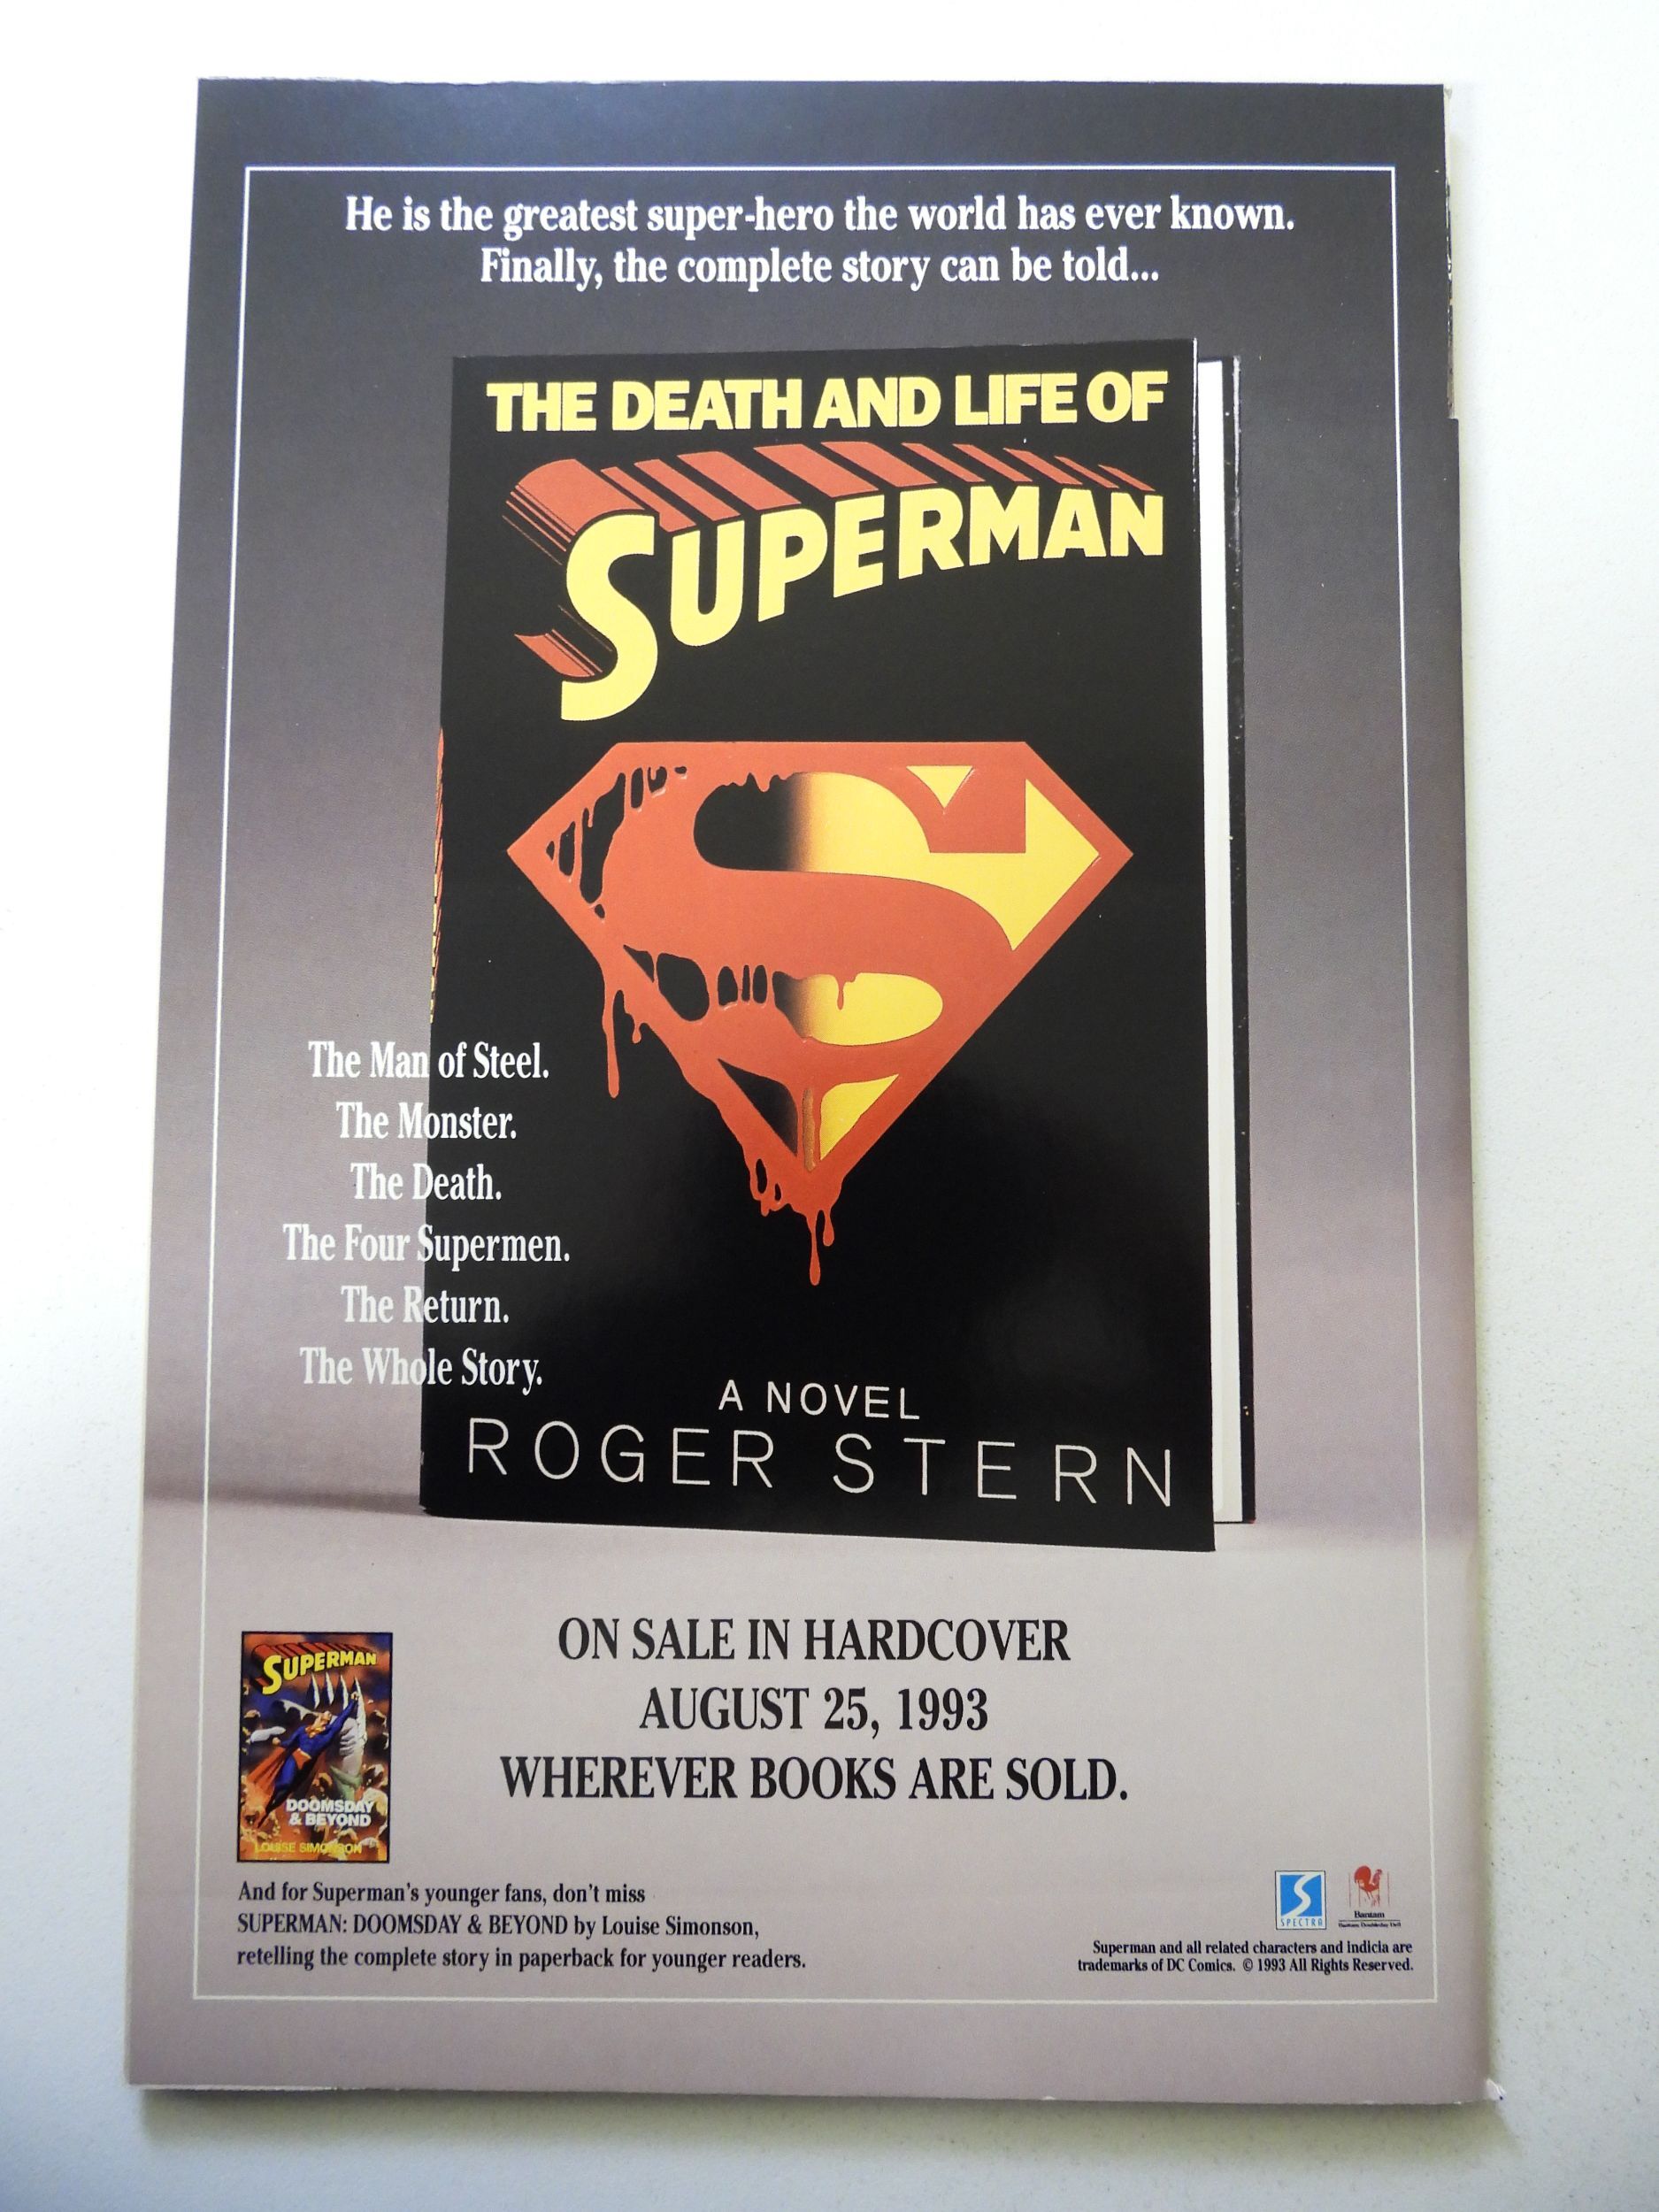 He is the greatest super-hero the world has ever known.
Finally, the complete story can be told...
THE DEATH AND LIFE OF
SUPERMAN
The Man of Steel.
The Monster.
The Death.
The Four Supermen.
The Return.
The Whole Story.
A NOVEL
ROGER STERN
ON SALE IN HARDCOVER
AUGUST 25, 1993
WHEREVER BOOKS ARE SOLD.
SUPERMAN
DOOMSDAY
& BEYOND
LOUISE SIMONSON
And for Superman's younger fans, don't miss
SUPERMAN: DOOMSDAY & BEYOND by Louise Simonson,
retelling the complete story in paperback for younger readers.
SPECTRA
Bantam
Superman and all related characters and indicia are
trademarks of DC Comics. © 1993 All Rights Reserved.